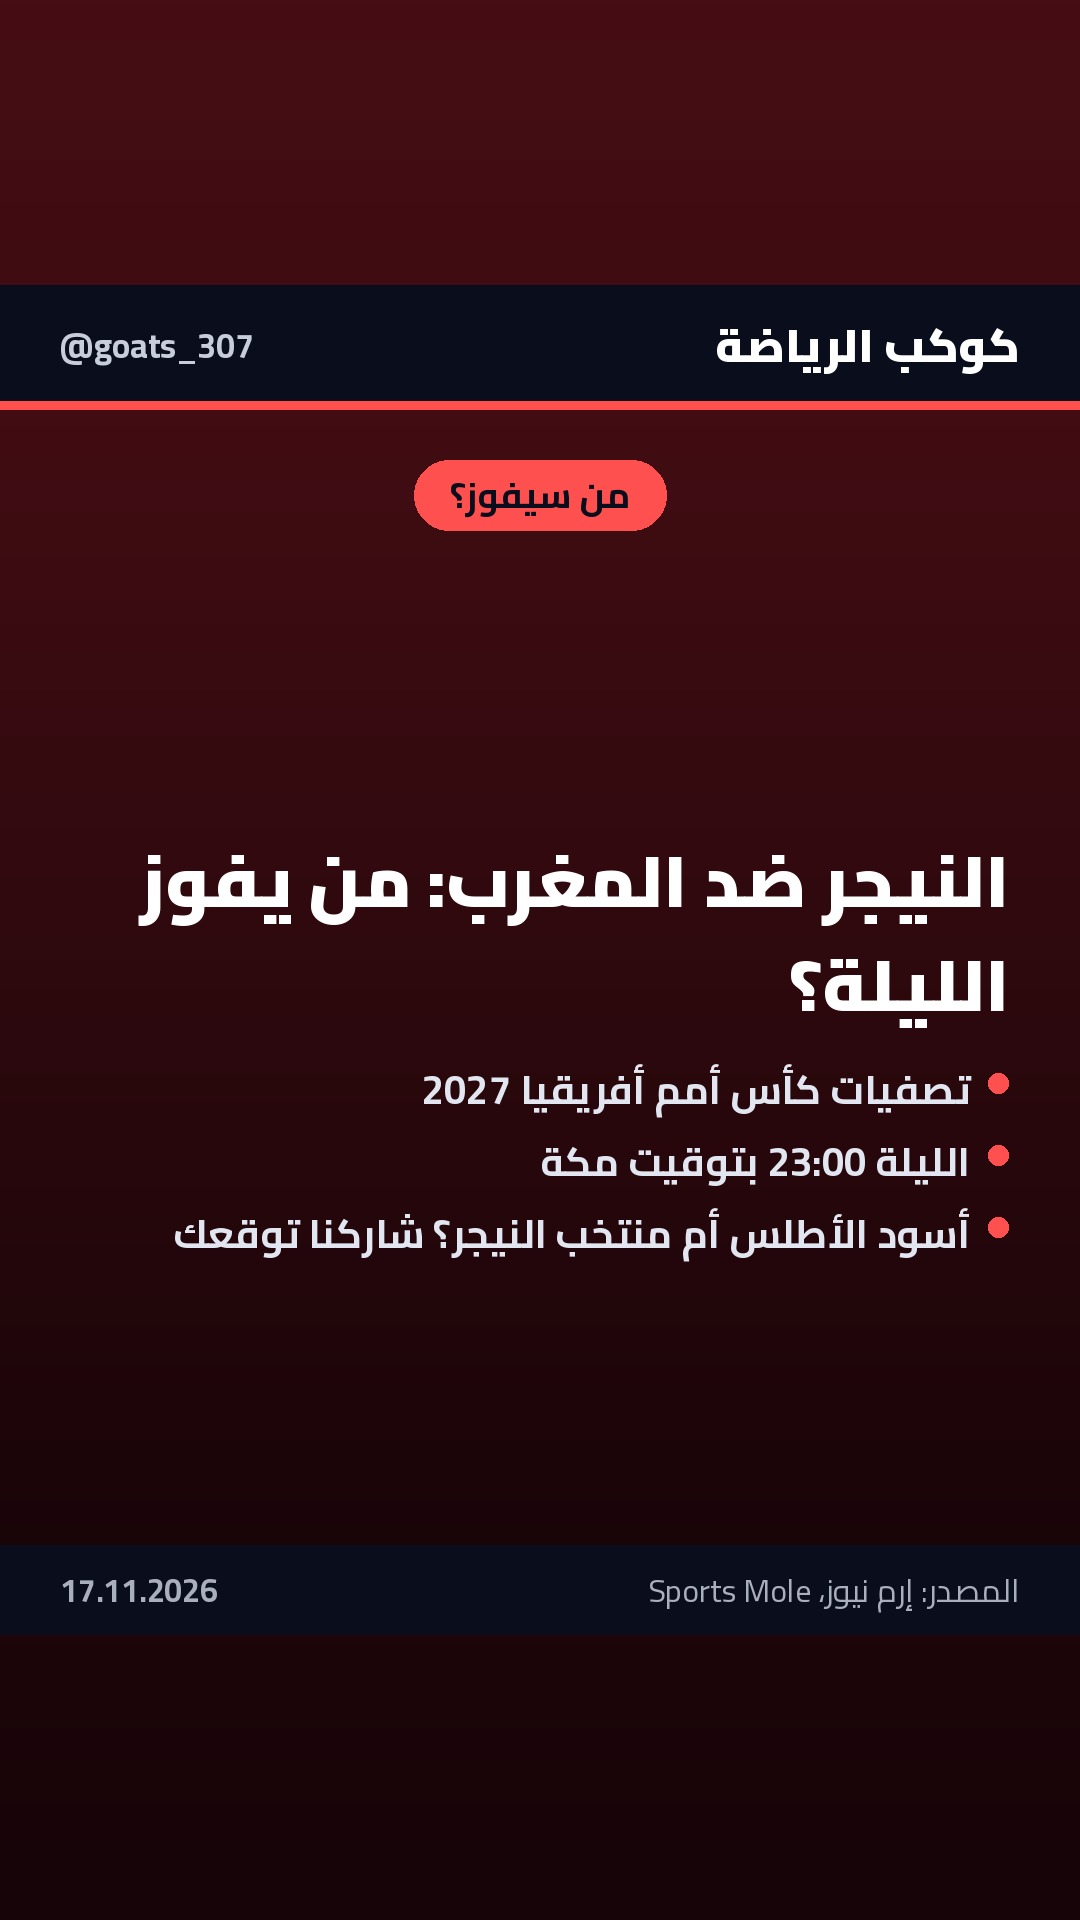 كوكب الرياضة
@goats_307
من سيفوز؟
النيجر ضد المغرب: من يفوز
الليلة؟
تصفيات كأس أمم أفريقيا 2027
الليلة 23:00 بتوقيت مكة
أسود الأطلس أم منتخب النيجر؟ شاركنا توقعك
المصدر: إرم نيوز، Sports Mole
17.11.2026